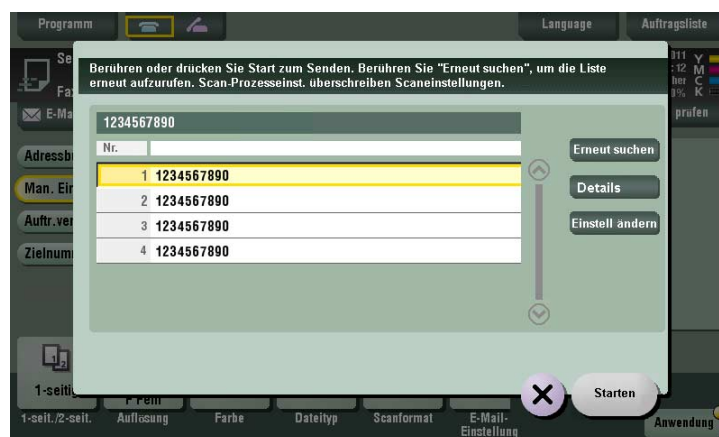 Programm
Language
Auftragsliste
Se
Fa
Berühren oder drücken Sie Start zum Senden. Berühren Sie "Erneut suchen", um die Liste
erneut aufzurufen. Scan-Prozesseinst. überschreiben Scaneinstellungen.
Y
M
C
K
E-Ma
prüfen
1234567890
Nr.
Erneut suchen
Adressb
1 1234567890
Details
Man. Ein
2 1234567890
Auftr.ver
3 1234567890
Einstell ändern
Zielnum
4 1234567890
1-seitig
F Fein
Starten
1-seit./2-seit.
Auflösung
Farbe
Dateityp
Scanformat
E-Mail-
Einstellung
Anwendung